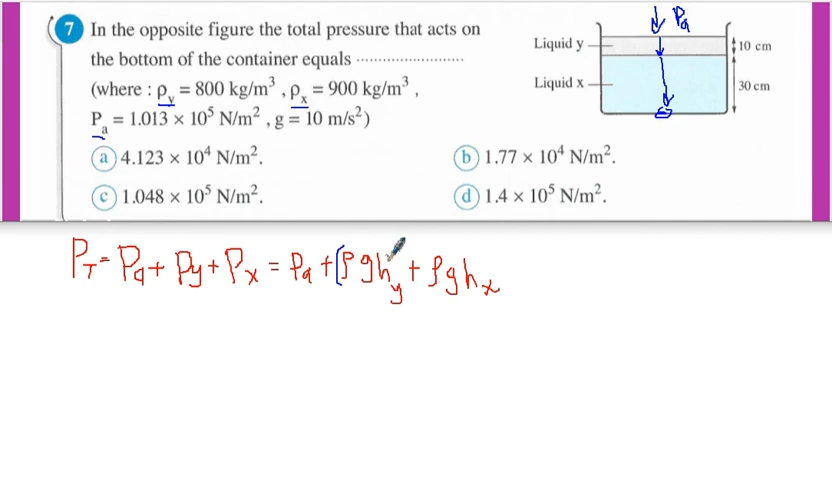 7 In the opposite figure the total pressure that acts on
the bottom of the container equals ........................
(where : ρy = 800 kg/m³ , ρx = 900 kg/m³ ,
Pa = 1.013 × 10⁵ N/m² , g = 10 m/s²)
a 4.123 × 10⁴ N/m².
b 1.77 × 10⁴ N/m².
c 1.048 × 10⁵ N/m².
d 1.4 × 10⁵ N/m².
Pa
Liquid y
10 cm
Liquid x
30 cm
PT = Pa + Py + Px = Pa + [ρghy + ρghx